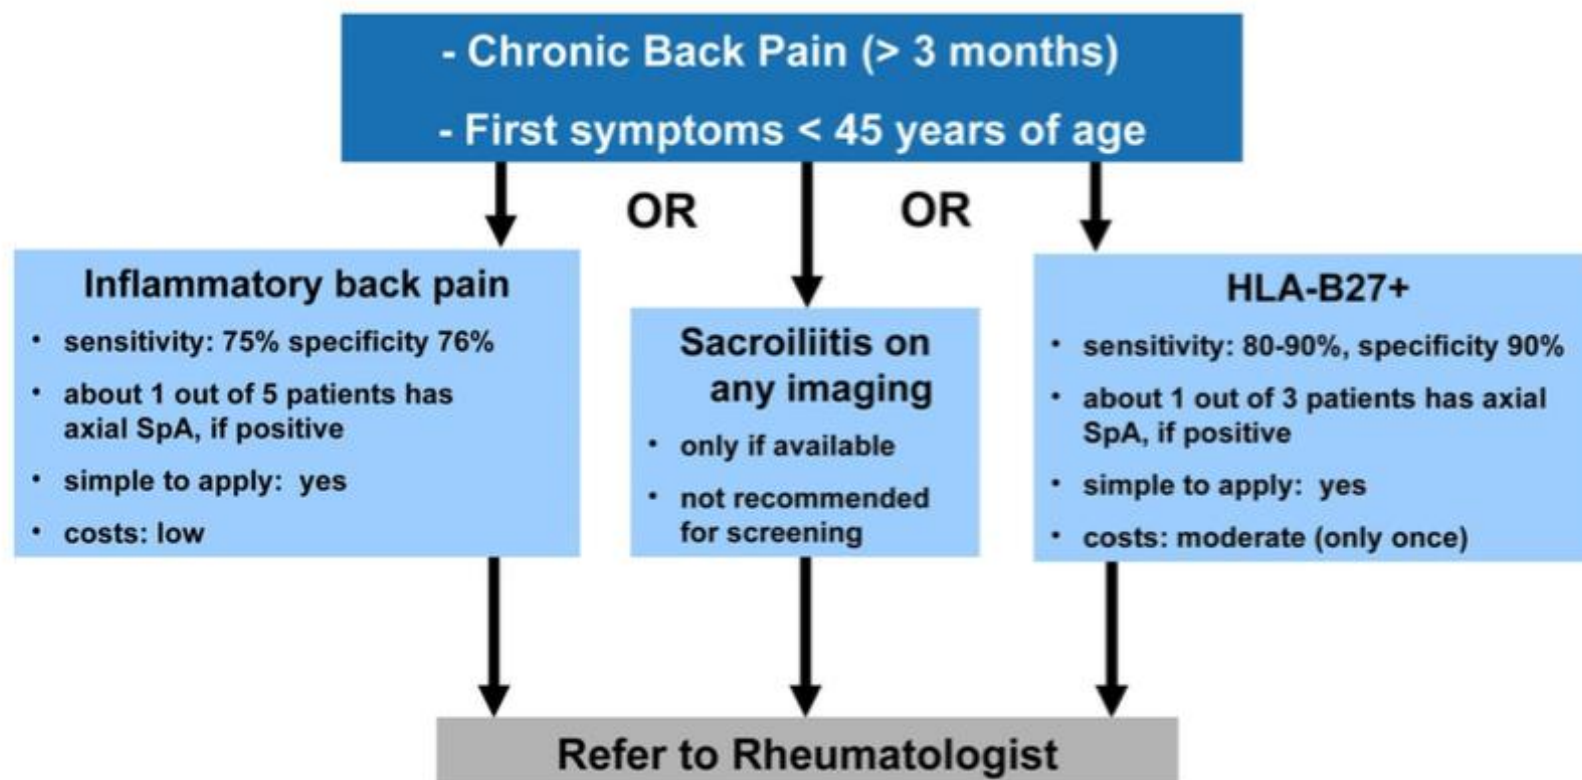 - Chronic Back Pain (> 3 months)
- First symptoms < 45 years of age
OR
OR
Inflammatory back pain
• sensitivity: 75% specificity 76%
• about 1 out of 5 patients has
axial SpA, if positive
• simple to apply: yes
• costs: low
Sacroiliitis on
any imaging
• only if available
• not recommended
for screening
HLA-B27+
• sensitivity: 80-90%, specificity 90%
• about 1 out of 3 patients has axial
SpA, if positive
• simple to apply: yes
• costs: moderate (only once)
Refer to Rheumatologist